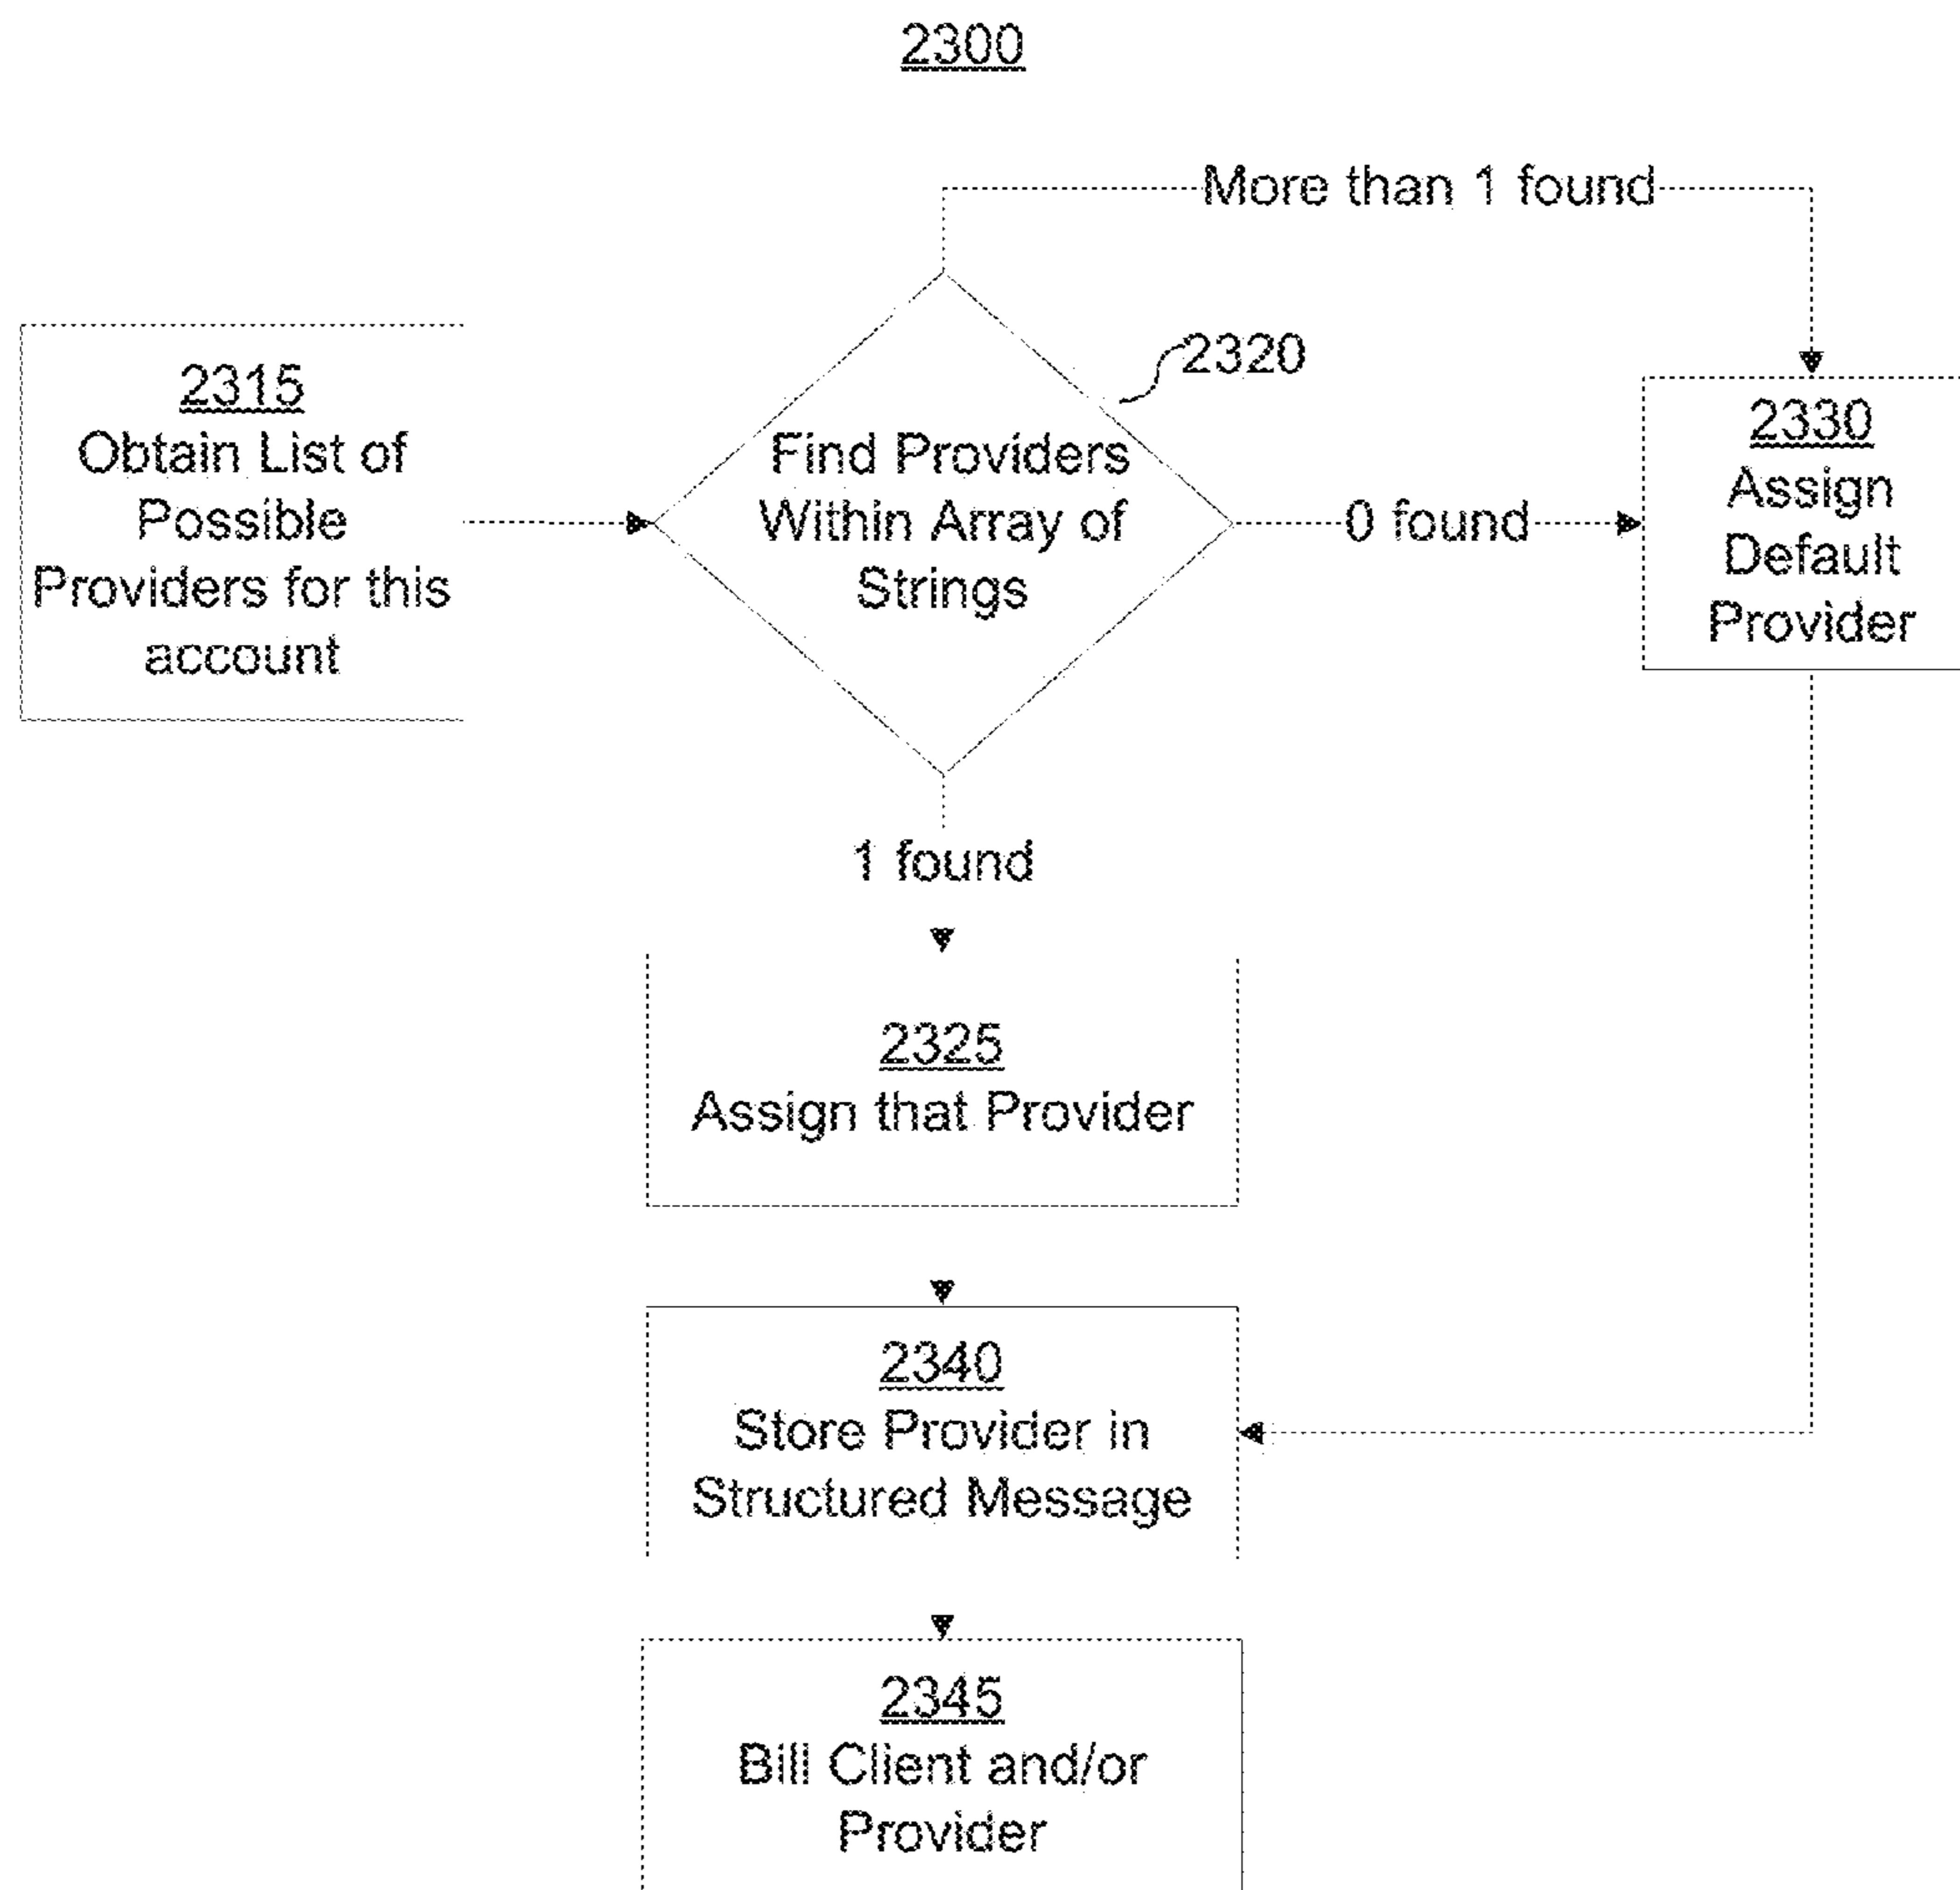 2300
More than 1 found
2315
Obtain List of
Possible
Providers for this
account
2320
Find Providers
Within Array of
Strings
0 found
2330
Assign
Default
Provider
1 found
2325
Assign that Provider
2340
Store Provider in
Structured Message
2345
Bill Client and/or
Provider